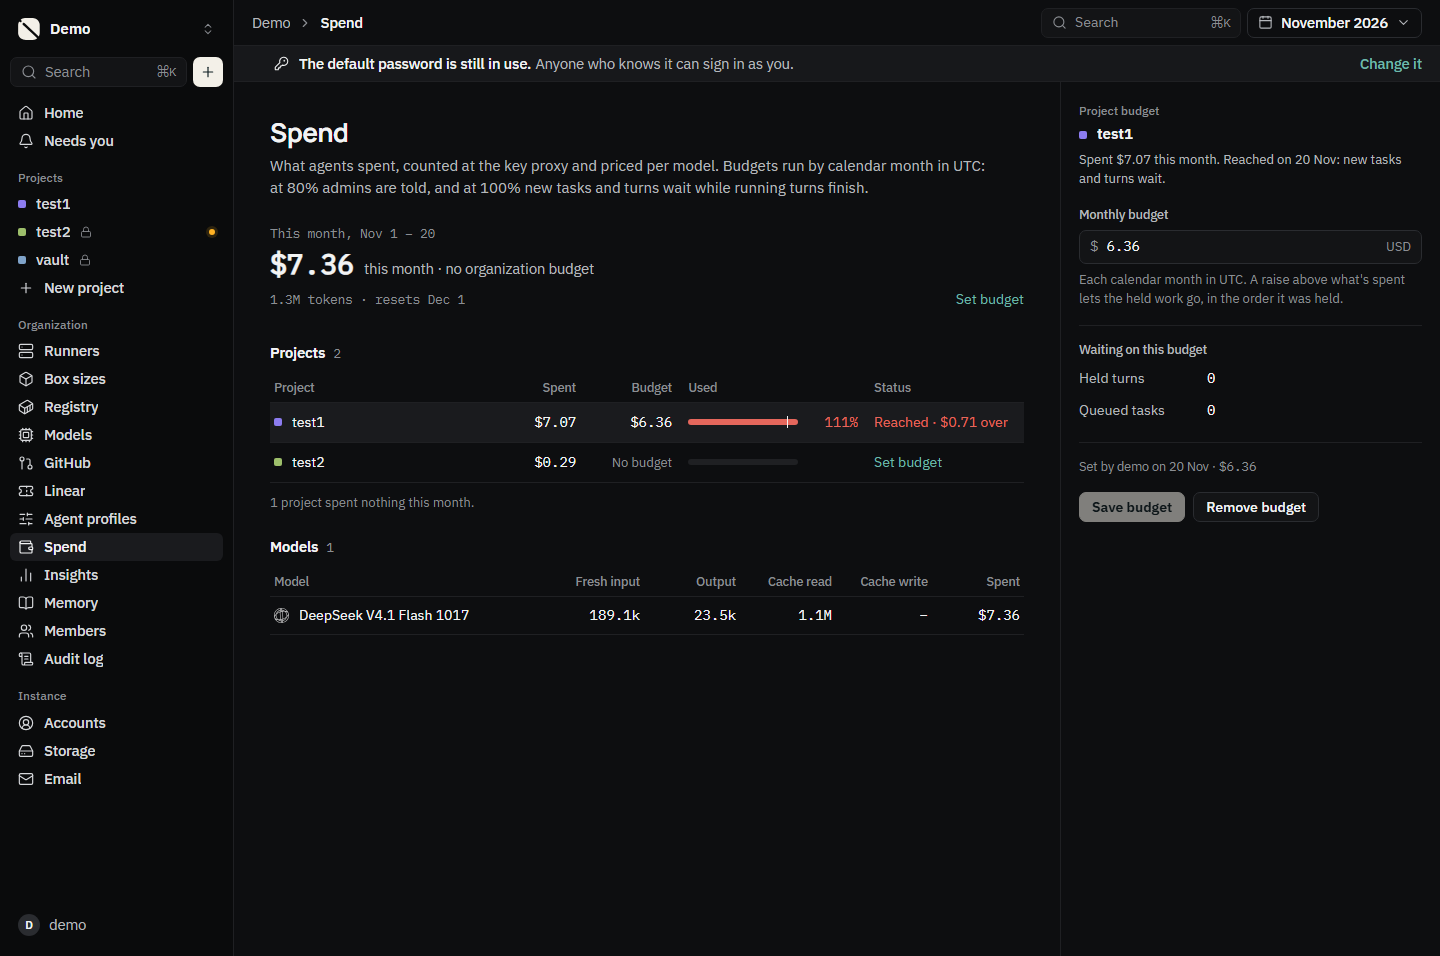 Demo
Search ⌘K
Home
Needs you
Projects
test1
test2
vault
New project
Organization
Runners
Box sizes
Registry
Models
GitHub
Linear
Agent profiles
Spend
Insights
Memory
Members
Audit log
Instance
Accounts
Storage
Email
D demo
Demo > Spend
Search ⌘K
November 2026
The default password is still in use. Anyone who knows it can sign in as you.
Change it
Spend
What agents spent, counted at the key proxy and priced per model. Budgets run by calendar month in UTC:
at 80% admins are told, and at 100% new tasks and turns wait while running turns finish.
This month, Nov 1 – 20
$7.36 this month · no organization budget
1.3M tokens · resets Dec 1
Set budget
Projects 2
Project Spent Budget Used Status
test1 $7.07 $6.36 111% Reached · $0.71 over
test2 $0.29 No budget Set budget
1 project spent nothing this month.
Models 1
Model Fresh input Output Cache read Cache write Spent
DeepSeek V4.1 Flash 1017 189.1k 23.5k 1.1M – $7.36
Project budget
test1
Spent $7.07 this month. Reached on 20 Nov: new tasks
and turns wait.
Monthly budget
$ 6.36 USD
Each calendar month in UTC. A raise above what's spent
lets the held work go, in the order it was held.
Waiting on this budget
Held turns 0
Queued tasks 0
Set by demo on 20 Nov · $6.36
Save budget
Remove budget